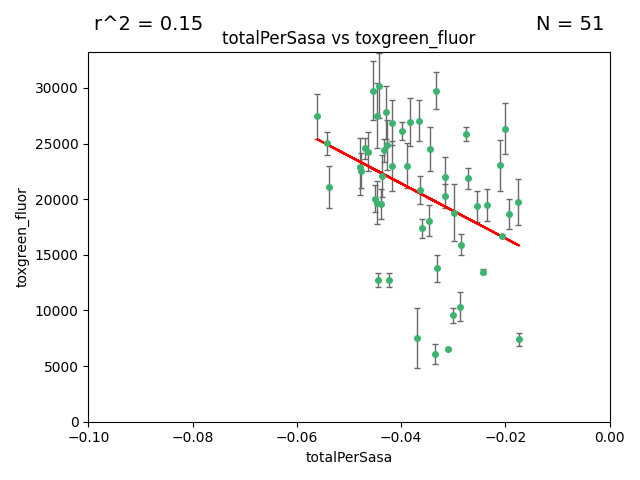 r^2 = 0.15
N = 51
totalPerSasa vs toxgreen_fluor
30000
25000
20000
15000
10000
5000
0
toxgreen_fluor
−0.10
−0.08
−0.06
−0.04
−0.02
0.00
totalPerSasa